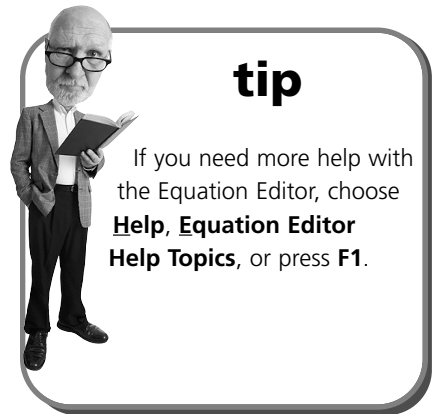 tip
If you need more help with
the Equation Editor, choose
Help, Equation Editor
Help Topics, or press F1.